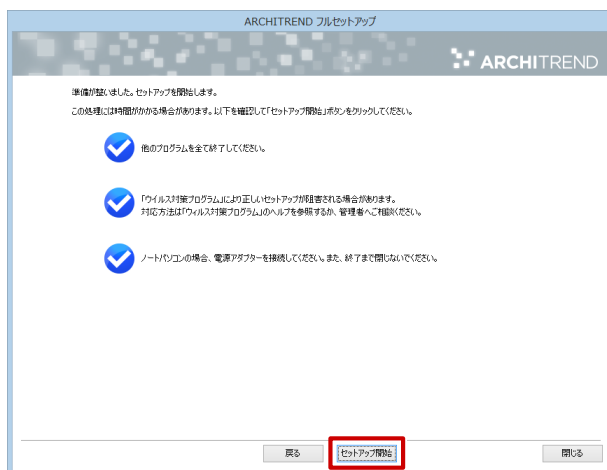 ARCHITREND フルセットアップ
ARCHITREND
準備が整いました。セットアップを開始します。
この処理には時間がかかる場合があります。以下を確認して「セットアップ開始」ボタンをクリックしてください。
他のプログラムを全て終了してください。
「ウイルス対策プログラム」により正しいセットアップが阻害される場合があります。
対応方法は「ウィルス対策プログラム」のヘルプを参照するか、管理者へご相談ください。
ノートパソコンの場合、電源アダプターを接続してください。また、終了まで閉じないでください。
戻る
セットアップ開始
閉じる